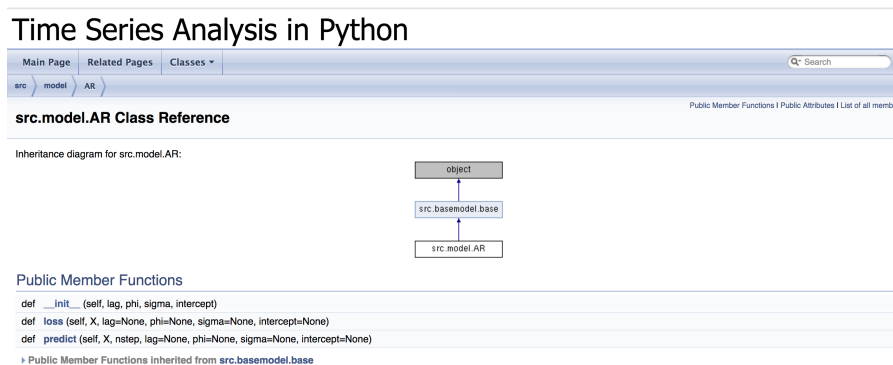 Time Series Analysis in Python
Main Page Related Pages Classes
Search
src model AR
Public Member Functions | Public Attributes | List of all memb
src.model.AR Class Reference
Inheritance diagram for src.model.AR:
object
src.basemodel.base
src.model.AR
Public Member Functions
def __init__ (self, lag, phi, sigma, intercept)
def loss (self, X, lag=None, phi=None, sigma=None, intercept=None)
def predict (self, X, nstep, lag=None, phi=None, sigma=None, intercept=None)
Public Member Functions inherited from src.basemodel.base